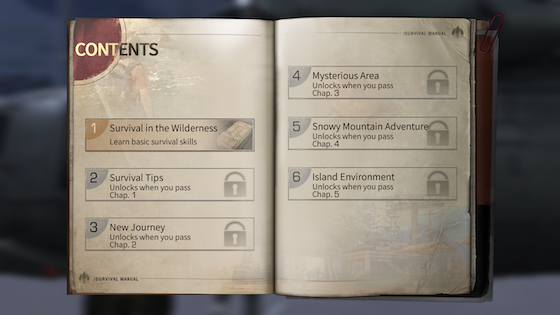 CONTENTS
1
Survival in the Wilderness
Learn basic survival skills
2
Survival Tips
Unlocks when you pass
Chap. 1
3
New Journey
Unlocks when you pass
Chap. 2
/SURVIVAL MANUAL
/SURVIVAL MANUAL
4
Mysterious Area
Unlocks when you pass
Chap. 3
5
Snowy Mountain Adventure
Unlocks when you pass
Chap. 4
6
Island Environment
Unlocks when you pass
Chap. 5